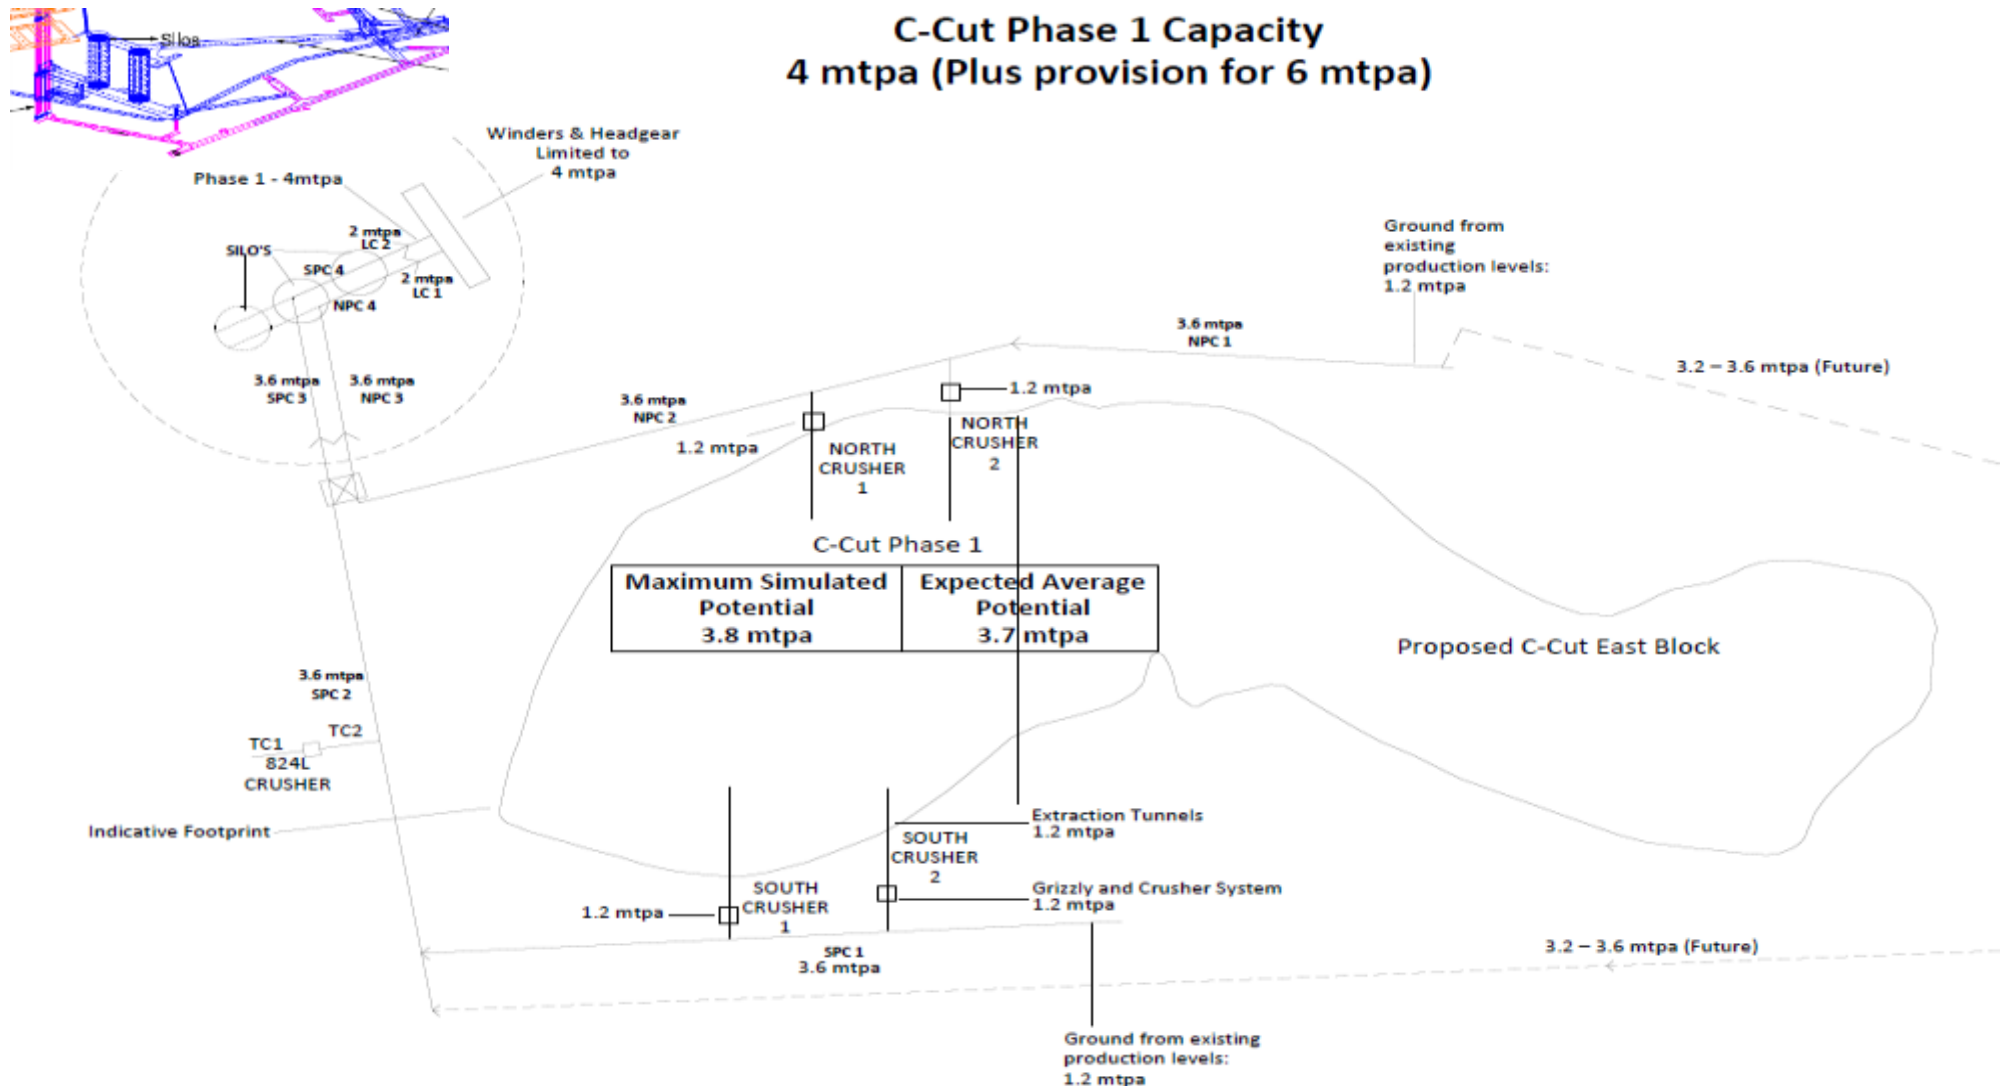 C-Cut Phase 1 Capacity
4 mtpa (Plus provision for 6 mtpa)
Silos
Winders & Headgear
Limited to
4 mtpa
Phase 1 - 4mtpa
2 mtpa
LC 2
SILO'S
SPC 4
2 mtpa
LC 1
NPC 4
Ground from
existing
production levels:
1.2 mtpa
3.6 mtpa
NPC 1
3.2 – 3.6 mtpa (Future)
3.6 mtpa
SPC 3
3.6 mtpa
NPC 3
3.6 mtpa
NPC 2
1.2 mtpa
1.2 mtpa
NORTH
CRUSHER
1
NORTH
CRUSHER
2
C-Cut Phase 1
Maximum Simulated
Potential
3.8 mtpa
Expected Average
Potential
3.7 mtpa
Proposed C-Cut East Block
3.6 mtpa
SPC 2
TC1
TC2
824L
CRUSHER
Indicative Footprint
Extraction Tunnels
1.2 mtpa
SOUTH
CRUSHER
2
Grizzly and Crusher System
1.2 mtpa
1.2 mtpa
SOUTH
CRUSHER
1
SPC 1
3.6 mtpa
3.2 – 3.6 mtpa (Future)
Ground from existing
production levels:
1.2 mtpa